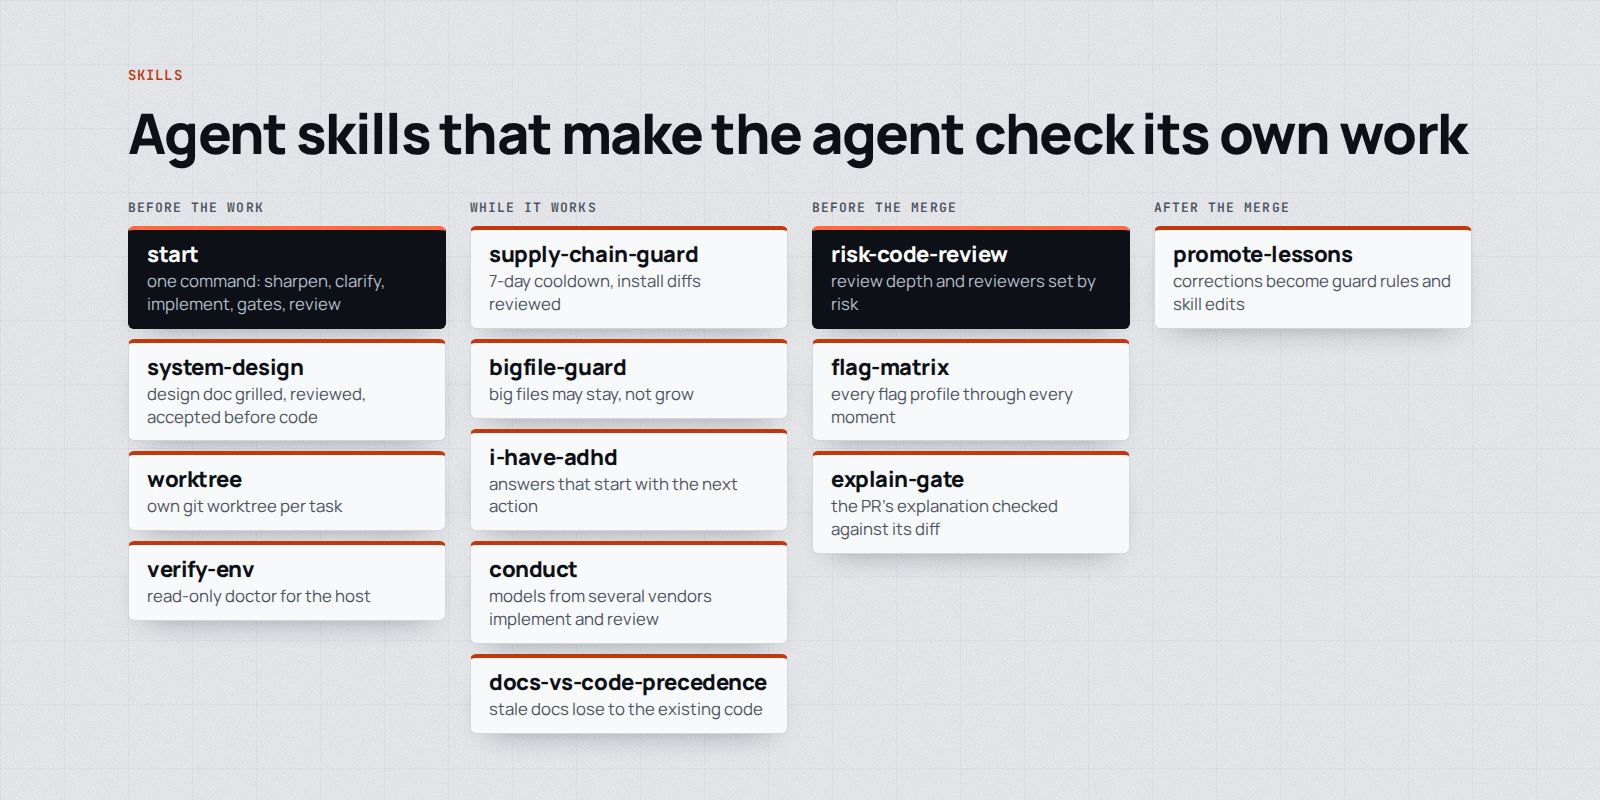 SKILLS
Agent skills that make the agent check its own work
BEFORE THE WORK
start
one command: sharpen, clarify,
implement, gates, review
system-design
design doc grilled, reviewed,
accepted before code
worktree
own git worktree per task
verify-env
read-only doctor for the host
WHILE IT WORKS
supply-chain-guard
7-day cooldown, install diffs
reviewed
bigfile-guard
big files may stay, not grow
i-have-adhd
answers that start with the next
action
conduct
models from several vendors
implement and review
docs-vs-code-precedence
stale docs lose to the existing code
BEFORE THE MERGE
risk-code-review
review depth and reviewers set by
risk
flag-matrix
every flag profile through every
moment
explain-gate
the PR's explanation checked
against its diff
AFTER THE MERGE
promote-lessons
corrections become guard rules and
skill edits